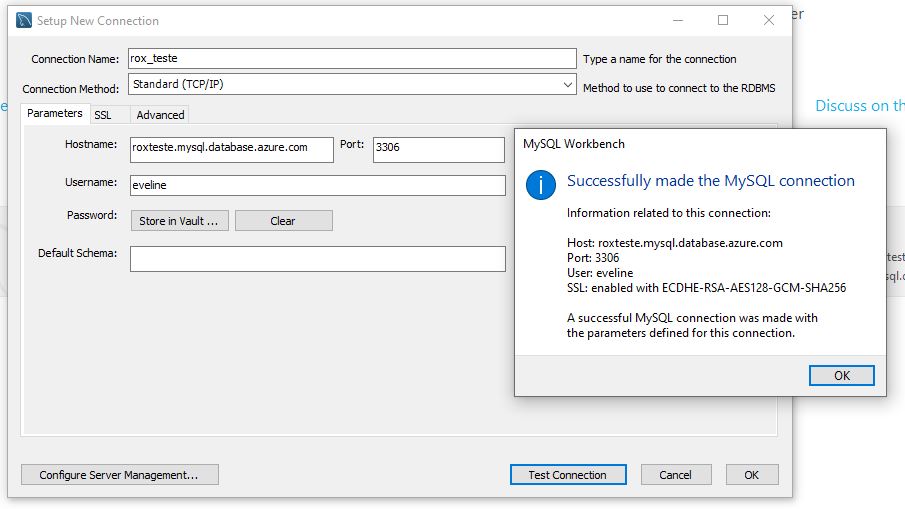 Setup New Connection
er
Connection Name: rox_teste Type a name for the connection
Connection Method: Standard (TCP/IP) Method to use to connect to the RDBMS
Parameters SSL Advanced
e
Discuss on th
Hostname: roxteste.mysql.database.azure.com Port: 3306
Username: eveline
Password: Store in Vault ... Clear
Default Schema:
MySQL Workbench
Successfully made the MySQL connection
Information related to this connection:
Host: roxteste.mysql.database.azure.com
Port: 3306
User: eveline
SSL: enabled with ECDHE-RSA-AES128-GCM-SHA256
A successful MySQL connection was made with
the parameters defined for this connection.
OK
Configure Server Management... Test Connection Cancel OK